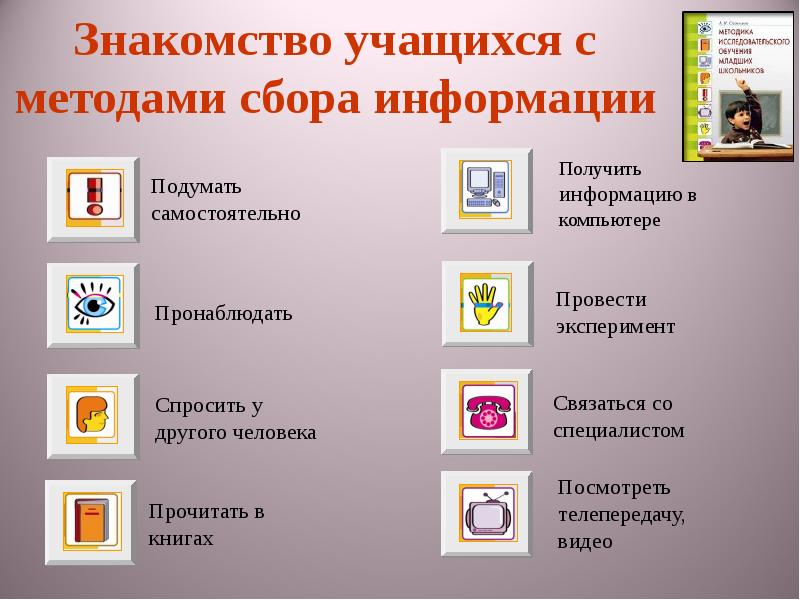 Знакомство учащихся с
методами сбора информации
А.И. Савенков
МЕТОДИКА
ИССЛЕДОВАТЕЛЬСКОГО
ОБУЧЕНИЯ
МЛАДШИХ
ШКОЛЬНИКОВ
Подумать
самостоятельно
Пронаблюдать
Спросить у
другого человека
Прочитать в
книгах
Получить
информацию в
компьютере
Провести
эксперимент
Связаться со
специалистом
Посмотреть
телепередачу,
видео